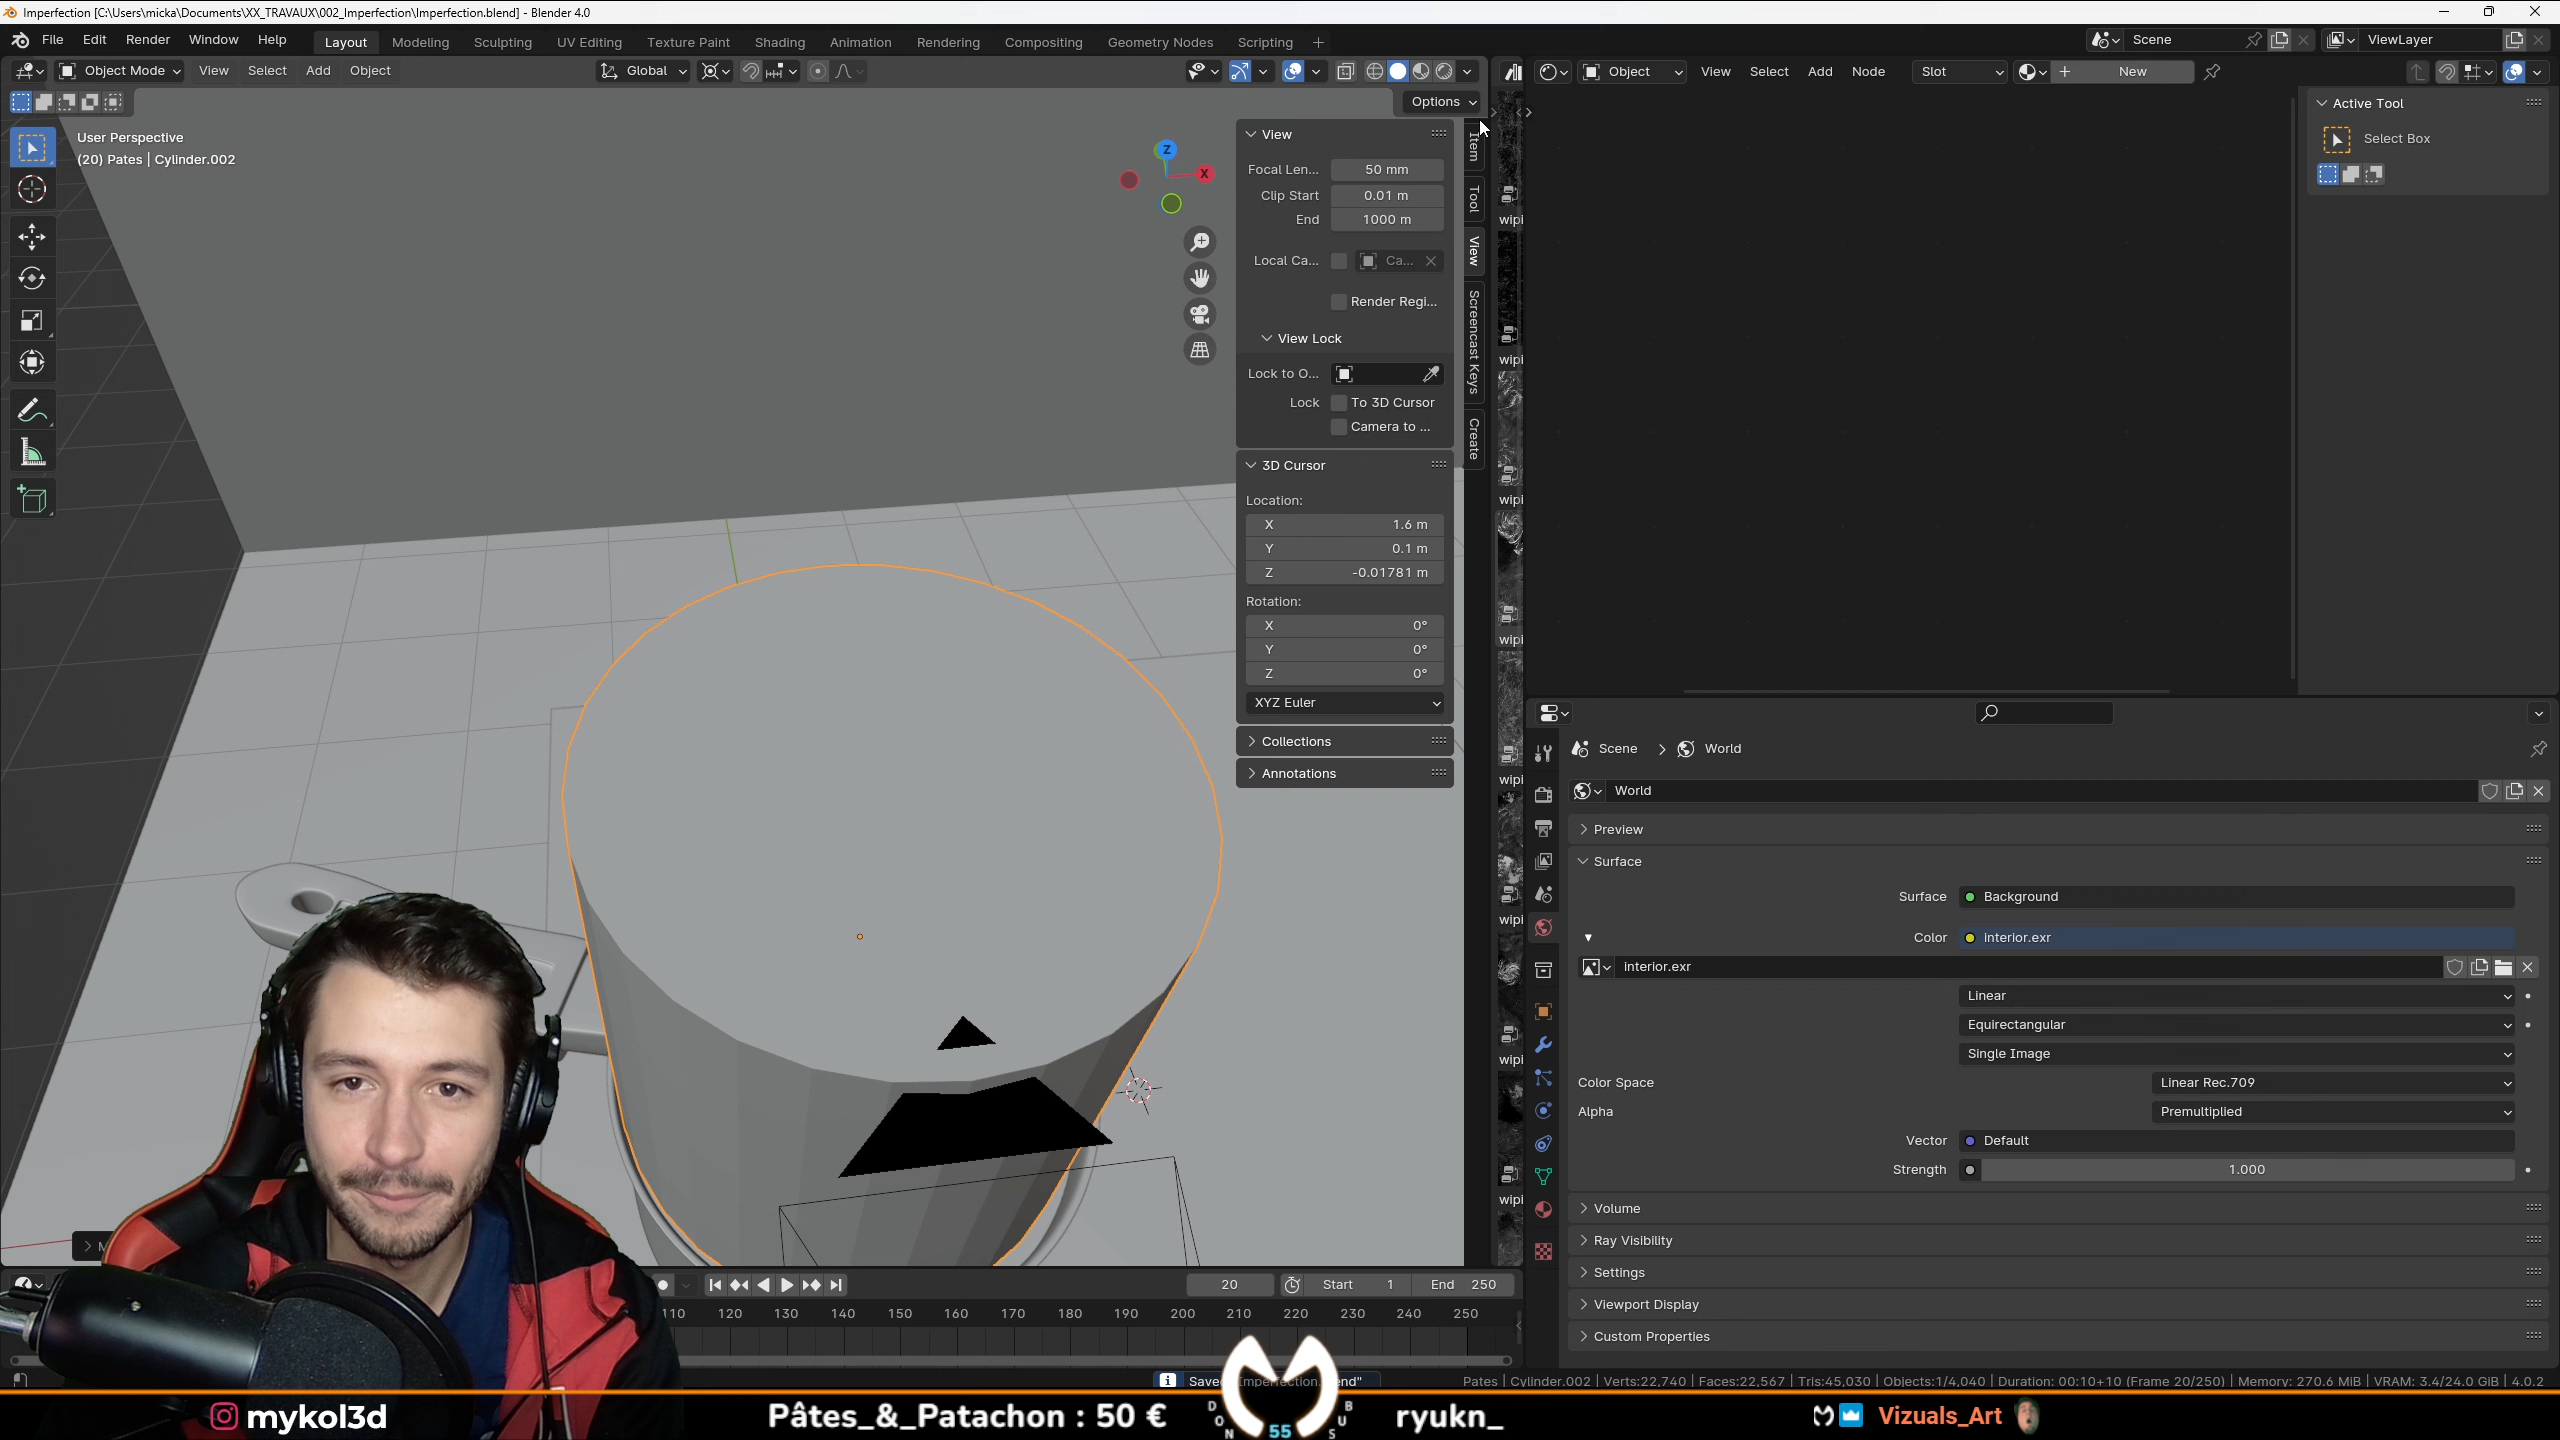 Imperfection [C:\Users\micka\Documents\XX_TRAVAUX\002_Imperfection\Imperfection.blend] - Blender 4.0
File Edit Render Window Help Layout Modeling Sculpting UV Editing Texture Paint Shading Animation Rendering Compositing Geometry Nodes Scripting + Scene ViewLayer
Object Mode View Select Add Object Global Object View Select Add Node Slot + New
Options
User Perspective
(20) Pates | Cylinder.002
Z
X
View
Focal Len... 50 mm
Clip Start 0.01 m
End 1000 m
Local Ca... Ca...
Render Regi...
View Lock
Lock to O...
Lock To 3D Cursor
Camera to ...
3D Cursor
Location:
X 1.6 m
Y 0.1 m
Z -0.01781 m
Rotation:
X 0°
Y 0°
Z 0°
XYZ Euler
Collections
Annotations
Item
Tool
View
Screencast Keys
Create
wipi
wipi
wipi
wipi
wipi
wipi
wipi
wipi
Active Tool
Select Box
Scene > World
World
Preview
Surface
Surface Background
Color interior.exr
interior.exr
Linear
Equirectangular
Single Image
Color Space Linear Rec.709
Alpha Premultiplied
Vector Default
Strength 1.000
Volume
Ray Visibility
Settings
Viewport Display
Custom Properties
20 Start 1 End 250
110 120 130 140 150 160 170 180 190 200 210 220 230 240 250
Pates | Cylinder.002 | Verts:22,740 | Faces:22,567 | Tris:45,030 | Objects:1/4,040 | Duration: 00:10+10 (Frame 20/250) | Memory: 270.6 MiB | VRAM: 3.4/24.0 GiB | 4.0.2
mykol3d
Pâtes_&_Patachon : 50 €
DON 55 BUS
ryukn_
Vizuals_Art